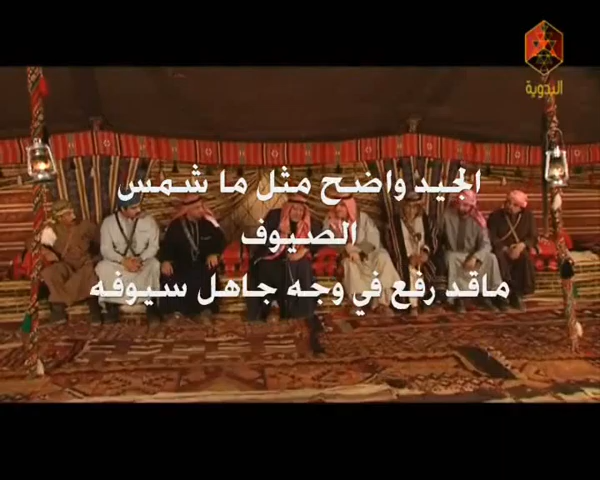 البدوية
الجيد واضح مثل ما شمس
الصيوف
ماقد رفع في وجه جاهل سيوفه